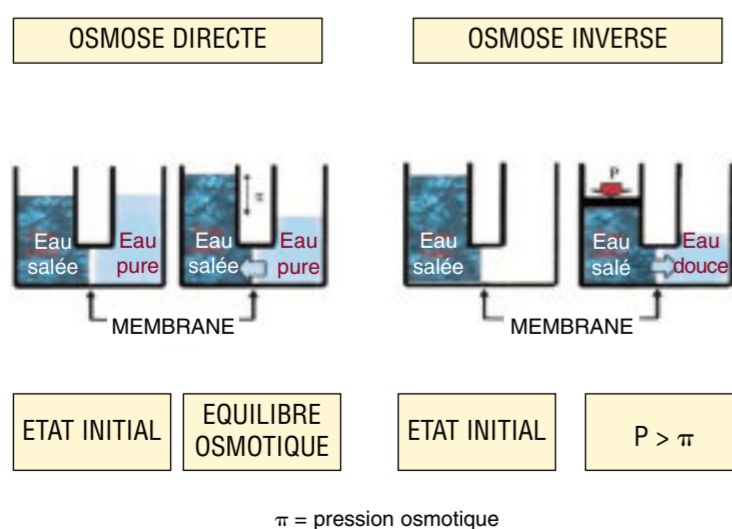 OSMOSE DIRECTE
OSMOSE INVERSE
Eau
salée
Eau
pure
Eau
salée
π
Eau
pure
Eau
salée
P
Eau
salé
Eau
douce
MEMBRANE
MEMBRANE
ETAT INITIAL
EQUILIBRE
OSMOTIQUE
ETAT INITIAL
P > π
π = pression osmotique